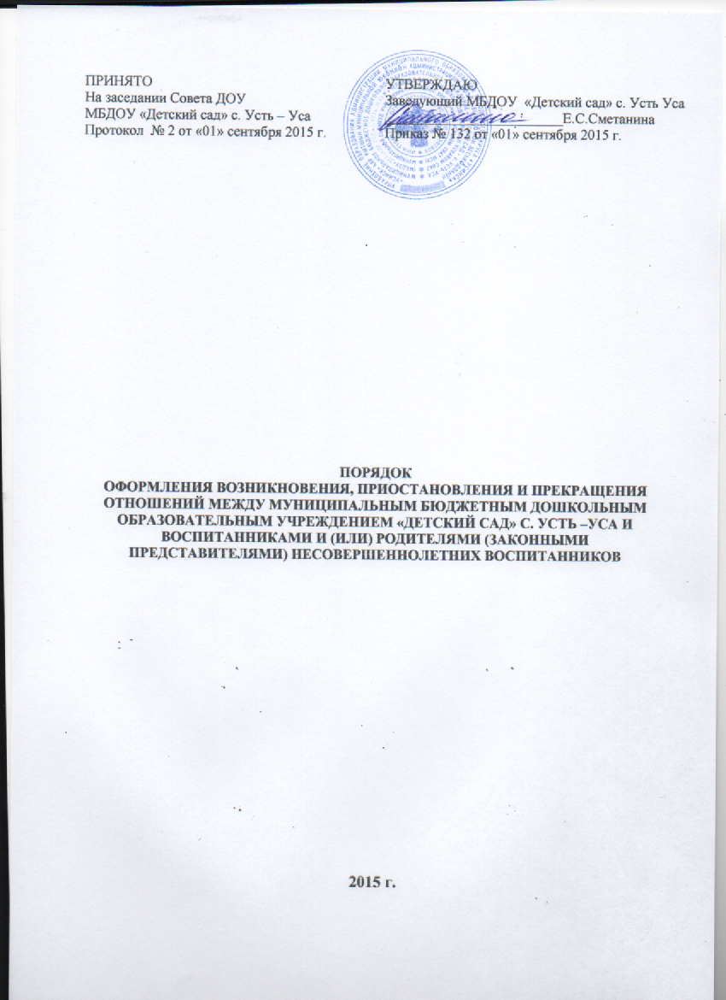 ПРИНЯТО
На заседании Совета ДОУ
МБДОУ «Детский сад» с. Усть – Уса
Протокол № 2 от «01» сентября 2015 г.
УТВЕРЖДАЮ
Заведующий МБДОУ «Детский сад» с. Усть Уса
Е.С.Сметанина
Приказ № 132 от «01» сентября 2015 г.
ПОРЯДОК
ОФОРМЛЕНИЯ ВОЗНИКНОВЕНИЯ, ПРИОСТАНОВЛЕНИЯ И ПРЕКРАЩЕНИЯ
ОТНОШЕНИЙ МЕЖДУ МУНИЦИПАЛЬНЫМ БЮДЖЕТНЫМ ДОШКОЛЬНЫМ
ОБРАЗОВАТЕЛЬНЫМ УЧРЕЖДЕНИЕМ «ДЕТСКИЙ САД» С. УСТЬ –УСА И
ВОСПИТАННИКАМИ И (ИЛИ) РОДИТЕЛЯМИ (ЗАКОННЫМИ
ПРЕДСТАВИТЕЛЯМИ) НЕСОВЕРШЕННОЛЕТНИХ ВОСПИТАННИКОВ
2015 г.